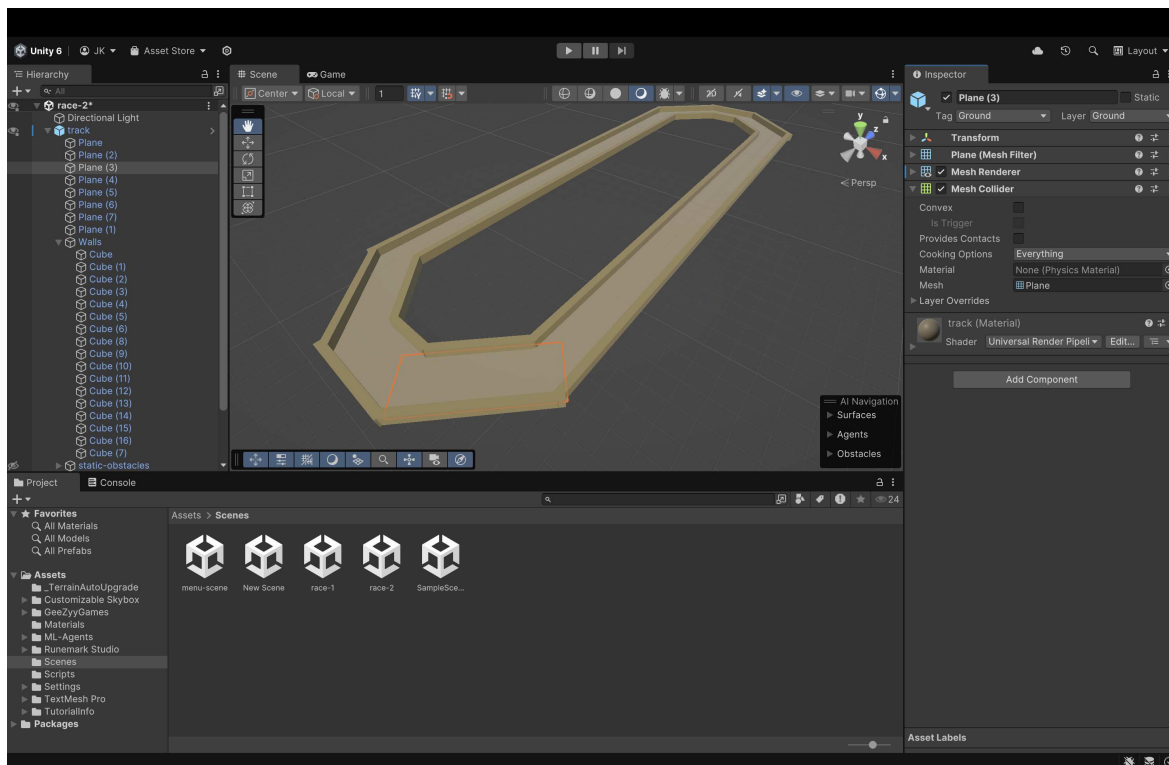 Unity 6 JK Asset Store Layout
Hierarchy
All
race-2*
Directional Light
track
Plane
Plane (2)
Plane (3)
Plane (4)
Plane (5)
Plane (6)
Plane (7)
Plane (1)
Walls
Cube
Cube (1)
Cube (2)
Cube (3)
Cube (4)
Cube (5)
Cube (6)
Cube (8)
Cube (9)
Cube (10)
Cube (11)
Cube (12)
Cube (13)
Cube (14)
Cube (15)
Cube (16)
Cube (7)
static-obstacles
Scene Game
Center Local 1 2D
y
z
x
Persp
AI Navigation
Surfaces
Agents
Obstacles
Inspector
Plane (3) Static
Tag Ground Layer Ground
Transform
Plane (Mesh Filter)
Mesh Renderer
Mesh Collider
Convex
Is Trigger
Provides Contacts
Cooking Options Everything
Material None (Physics Material)
Mesh Plane
Layer Overrides
track (Material)
Shader Universal Render Pipeli Edit...
Add Component
Asset Labels
Project Console
24
Favorites
All Materials
All Models
All Prefabs
Assets
_TerrainAutoUpgrade
Customizable Skybox
GeeZyyGames
Materials
ML-Agents
Runemark Studio
Scenes
Scripts
Settings
TextMesh Pro
TutorialInfo
Packages
Assets > Scenes
menu-scene New Scene race-1 race-2 SampleSce...